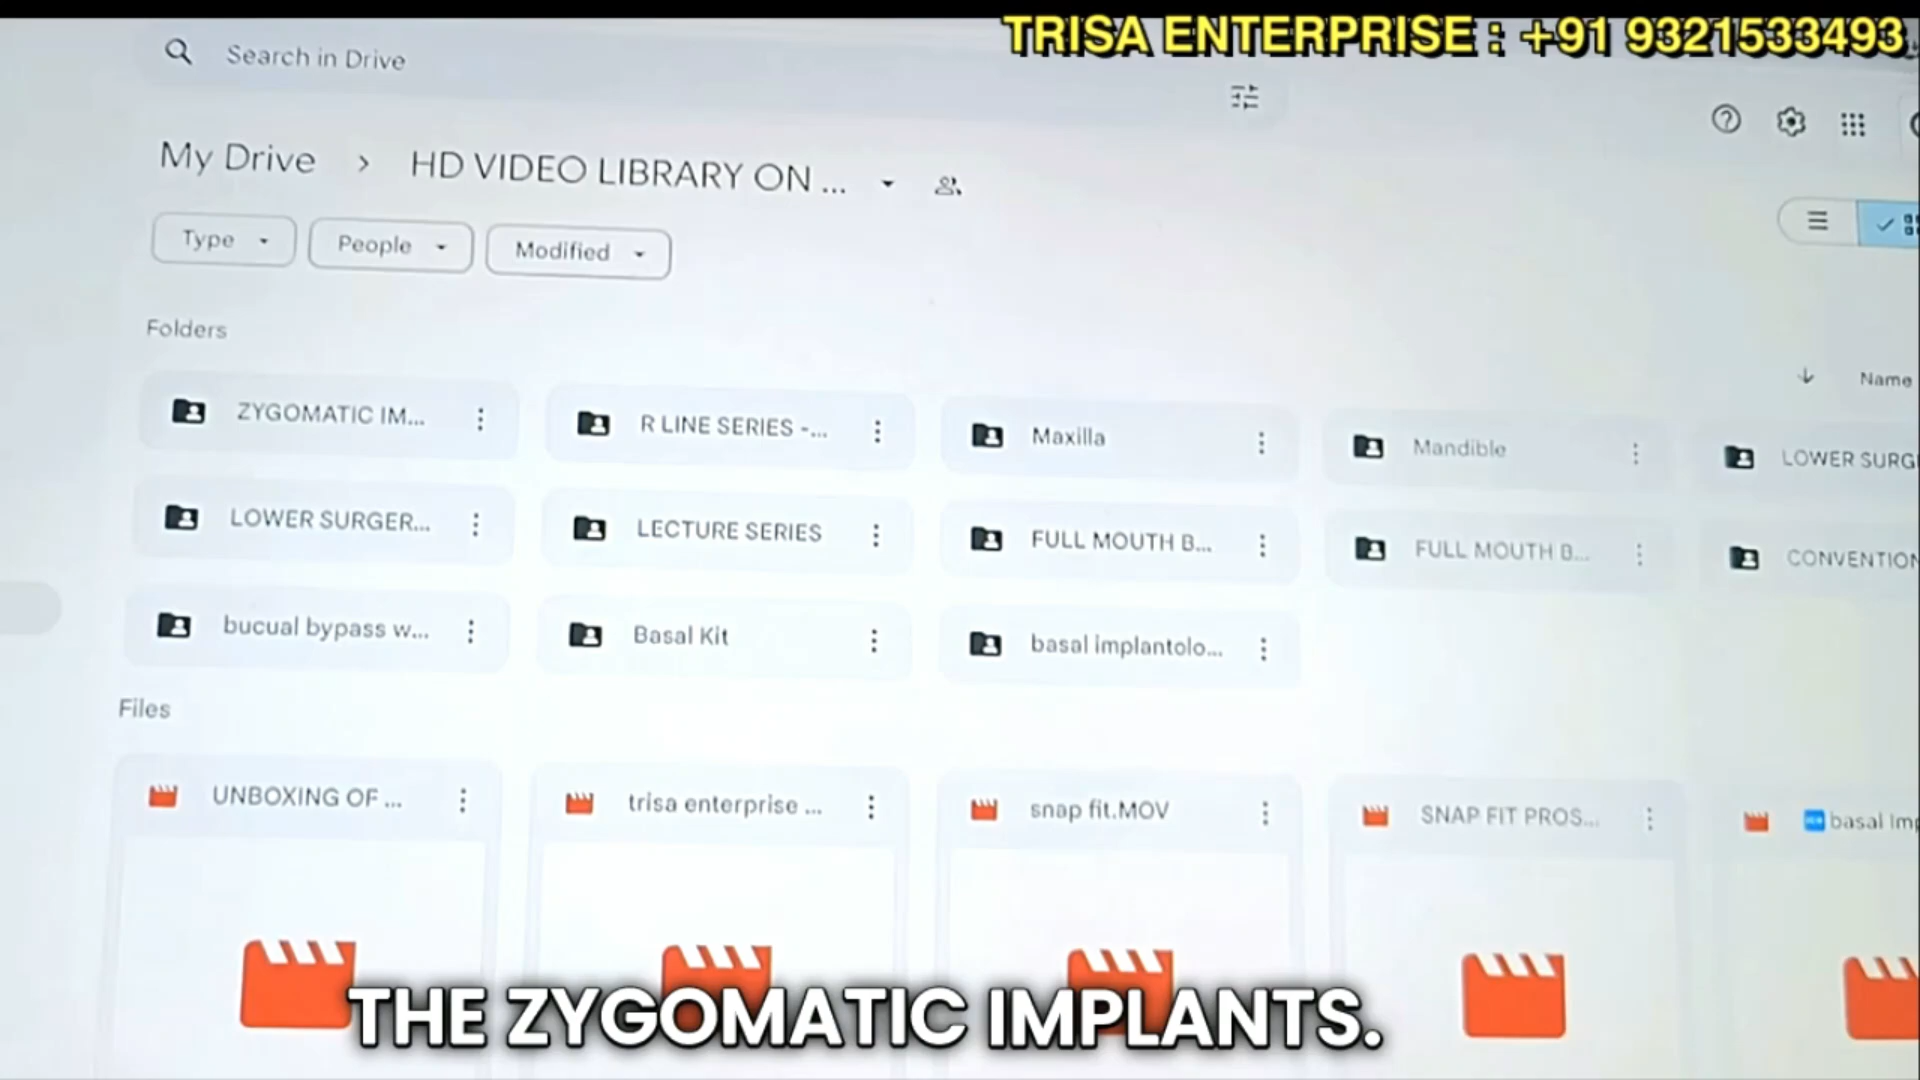 TRISA ENTERPRISE : +91 9321533493
Search in Drive
My Drive > HD VIDEO LIBRARY ON ...
Type People Modified
Folders
Name
ZYGOMATIC IM... R LINE SERIES -... Maxilla Mandible LOWER SURG
LOWER SURGER... LECTURE SERIES FULL MOUTH B... FULL MOUTH B... CONVENTION
bucual bypass w... Basal Kit basal implantolo...
Files
UNBOXING OF ... trisa enterprise ... snap fit.MOV SNAP FIT PROS... basal Imp
THE ZYGOMATIC IMPLANTS.